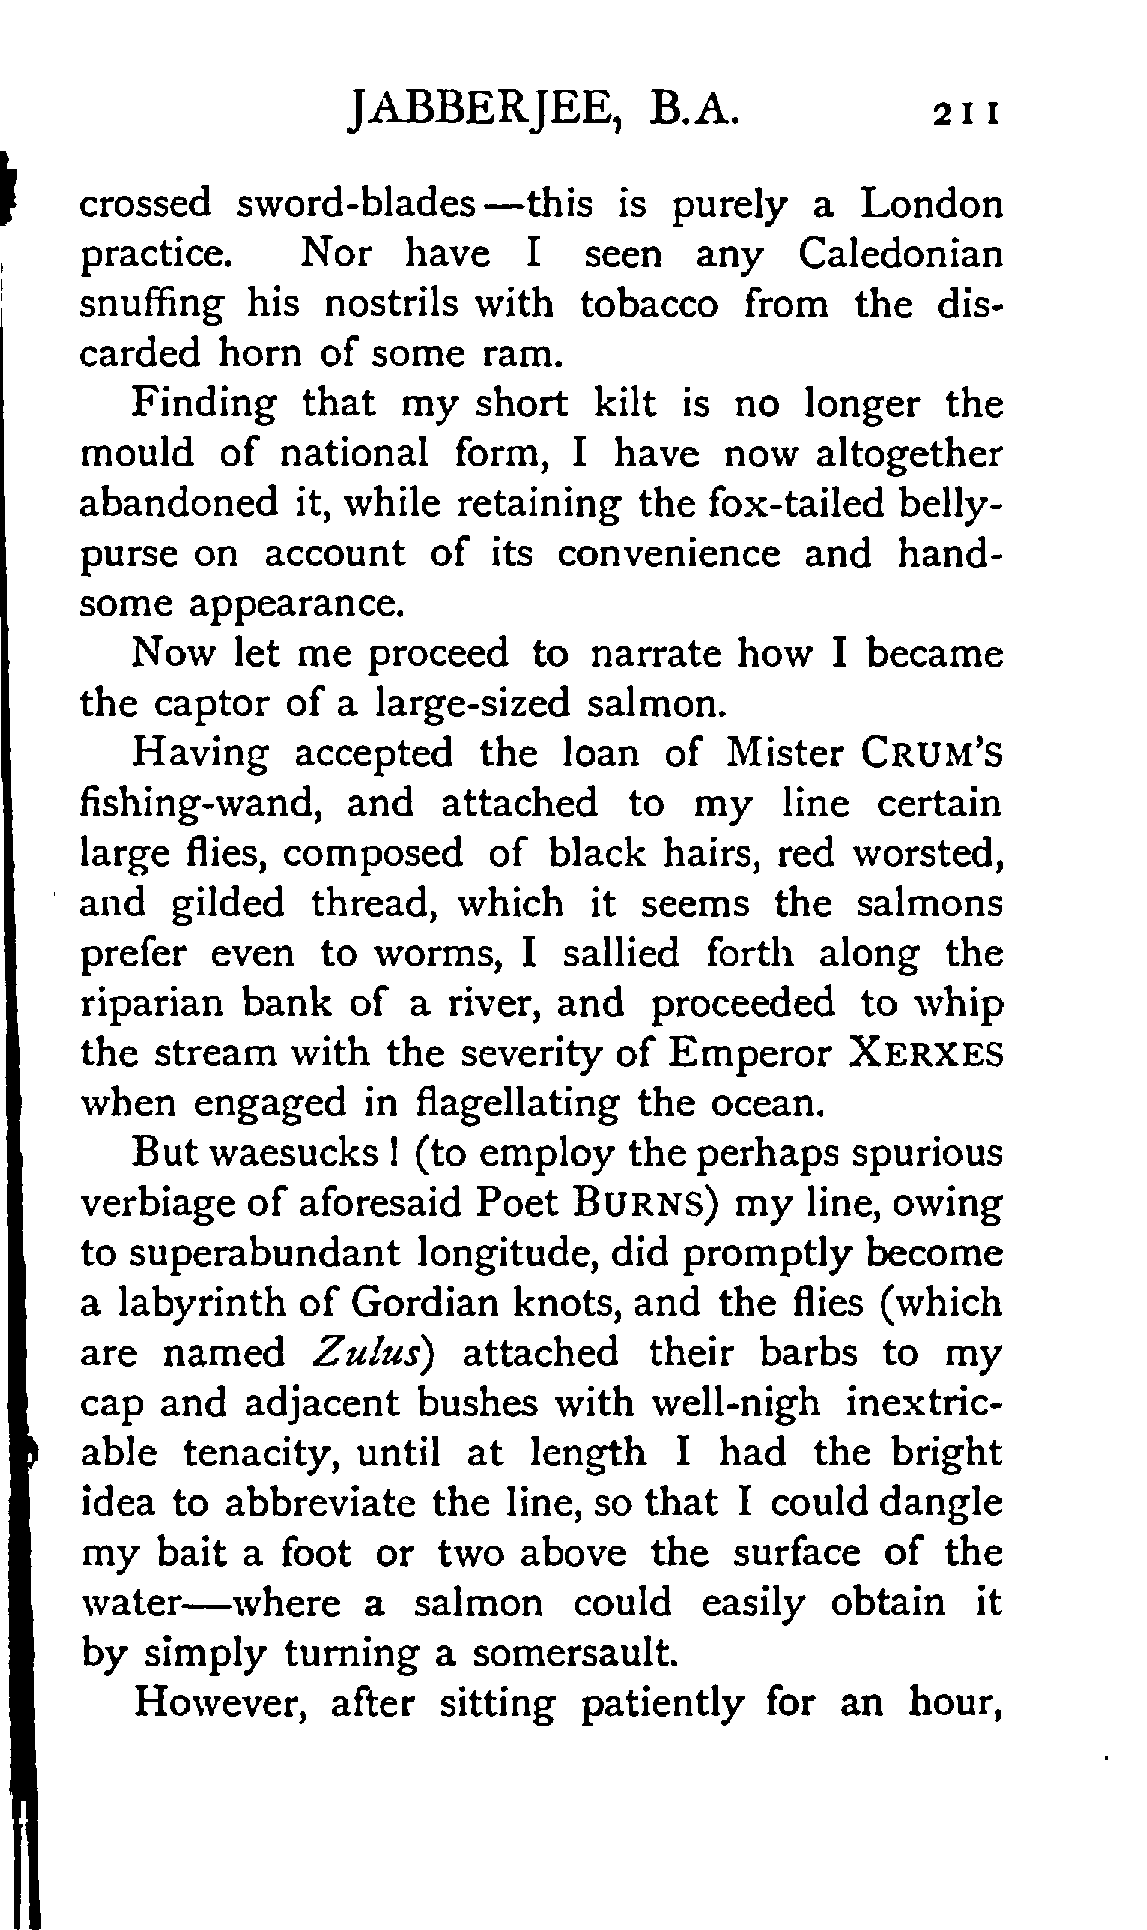 JABBERJEE, B.A. 211
crossed sword-blades—this is purely a London
practice. Nor have I seen any Caledonian
snuffing his nostrils with tobacco from the dis-
carded horn of some ram.
Finding that my short kilt is no longer the
mould of national form, I have now altogether
abandoned it, while retaining the fox-tailed belly-
purse on account of its convenience and hand-
some appearance.
Now let me proceed to narrate how I became
the captor of a large-sized salmon.
Having accepted the loan of Mister CRUM'S
fishing-wand, and attached to my line certain
large flies, composed of black hairs, red worsted,
and gilded thread, which it seems the salmons
prefer even to worms, I sallied forth along the
riparian bank of a river, and proceeded to whip
the stream with the severity of Emperor XERXES
when engaged in flagellating the ocean.
But waesucks! (to employ the perhaps spurious
verbiage of aforesaid Poet BURNS) my line, owing
to superabundant longitude, did promptly become
a labyrinth of Gordian knots, and the flies (which
are named Zulus) attached their barbs to my
cap and adjacent bushes with well-nigh inextric-
able tenacity, until at length I had the bright
idea to abbreviate the line, so that I could dangle
my bait a foot or two above the surface of the
water—where a salmon could easily obtain it
by simply turning a somersault.
However, after sitting patiently for an hour,